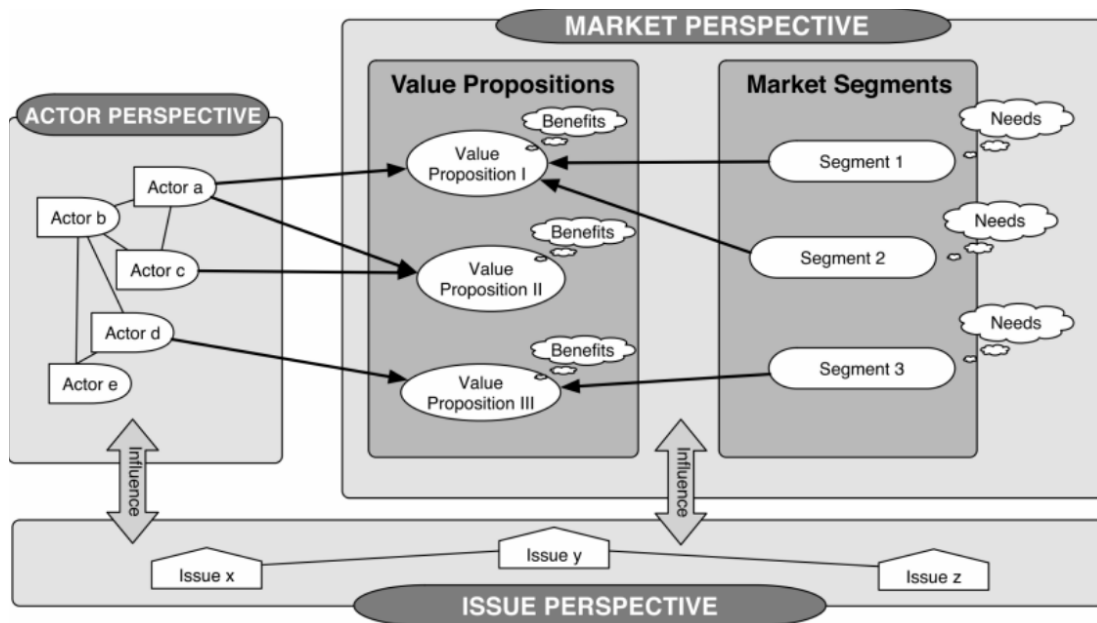 MARKET PERSPECTIVE
ACTOR PERSPECTIVE
Value Propositions
Market Segments
Benefits
Needs
Value
Proposition I
Segment 1
Actor a
Actor b
Actor c
Benefits
Needs
Value
Proposition II
Segment 2
Actor d
Actor e
Benefits
Needs
Value
Proposition III
Segment 3
Influence
Influence
Issue x
Issue y
Issue z
ISSUE PERSPECTIVE